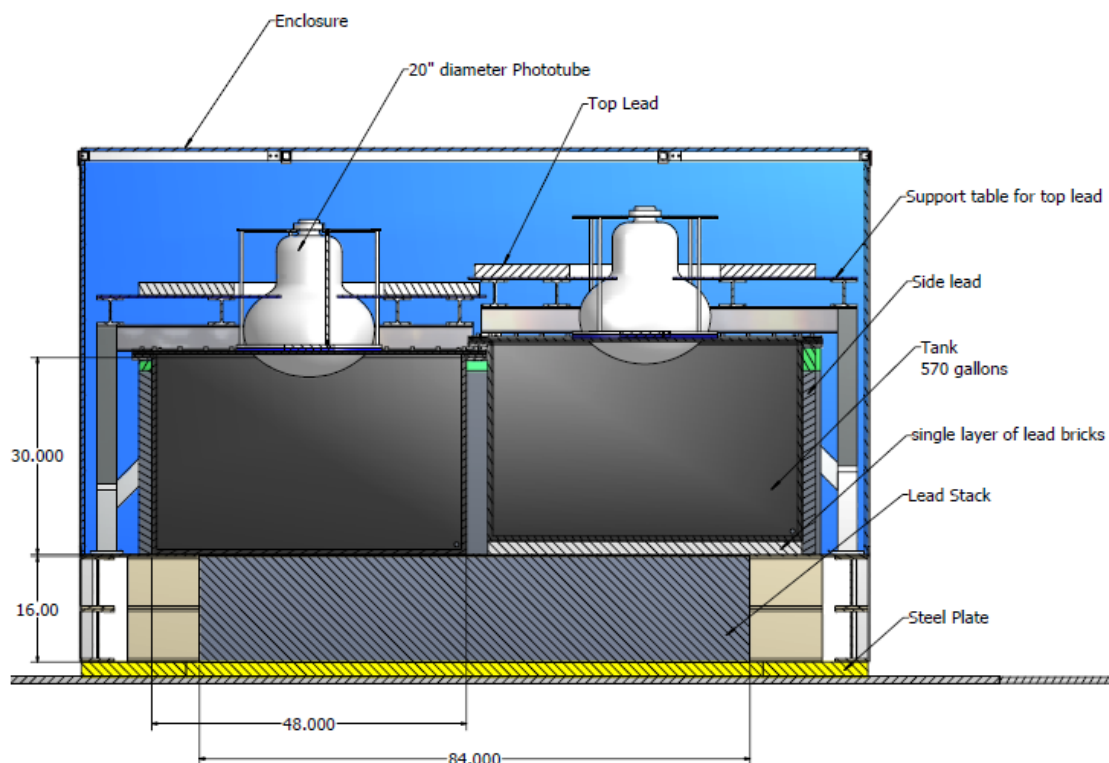 Enclosure
20" diameter Phototube
Top Lead
Support table for top lead
Side lead
Tank
570 gallons
single layer of lead bricks
30.000
Lead Stack
16.00
Steel Plate
48.000
84.000